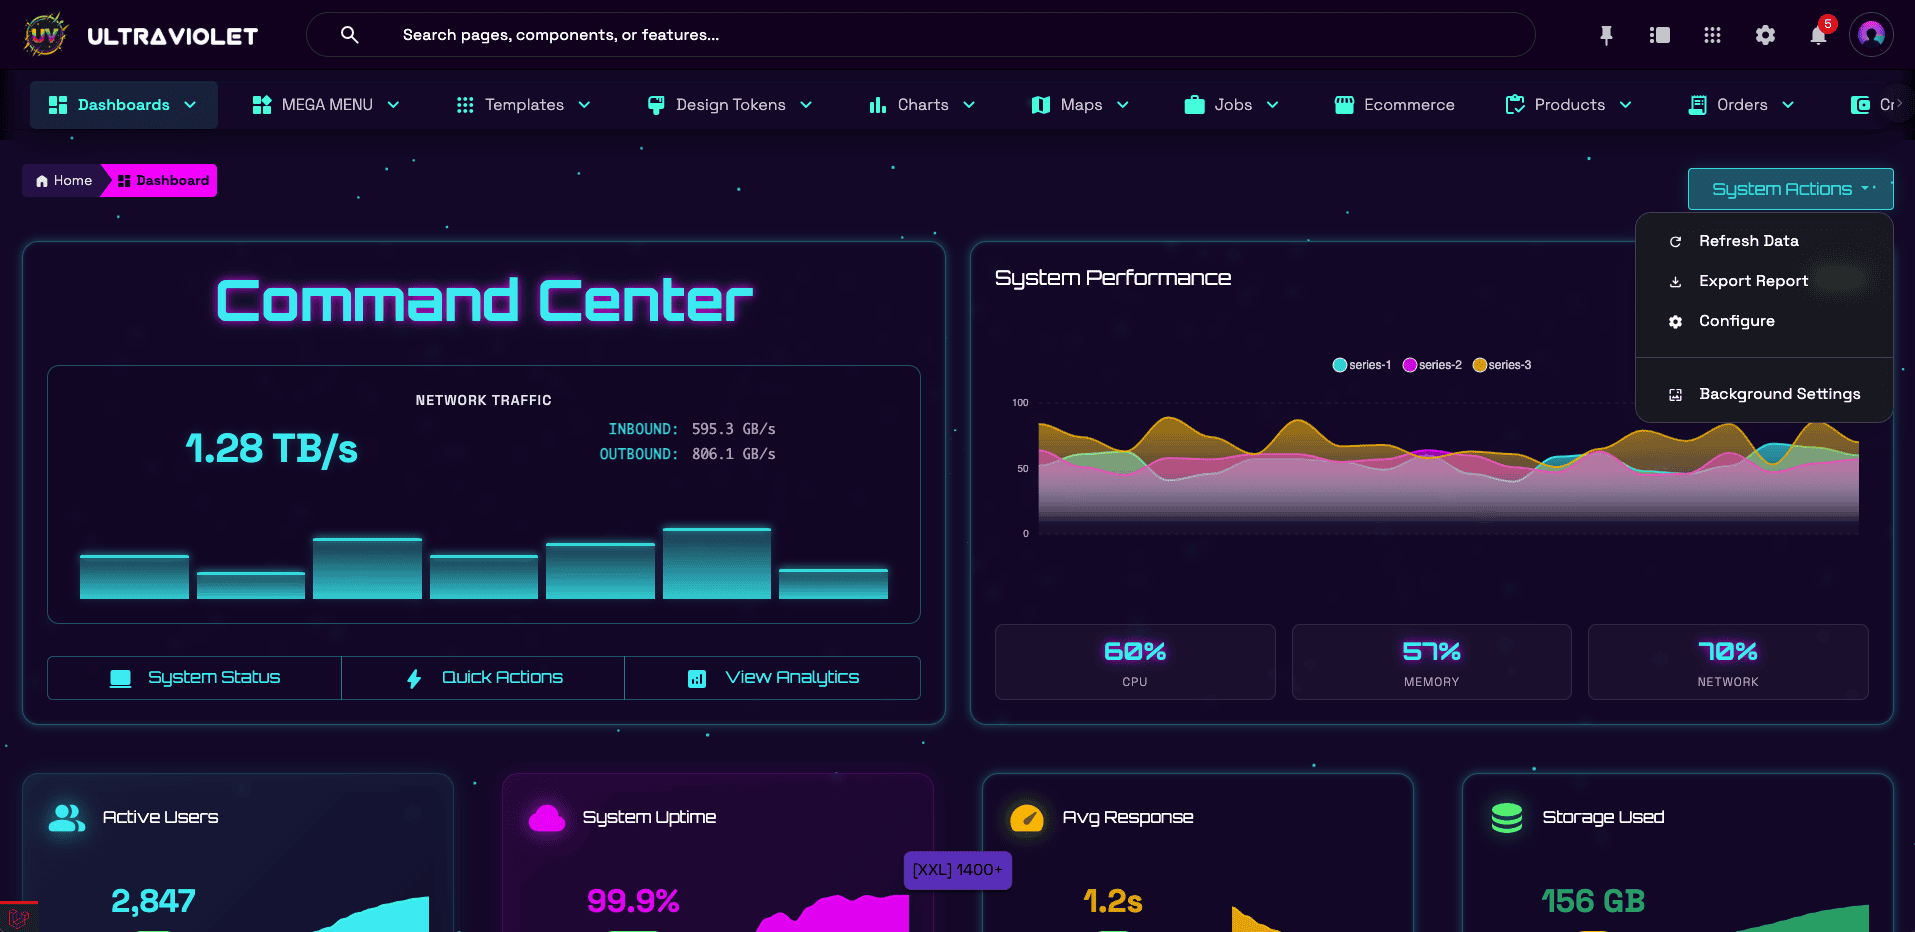 UV ULTRAVIOLET
Search pages, components, or features...
5
Dashboards MEGA MENU Templates Design Tokens Charts Maps Jobs Ecommerce Products Orders
Home Dashboard
System Actions
Refresh Data
Export Report
Configure
Background Settings
Command Center
NETWORK TRAFFIC
1.28 TB/s
INBOUND: 595.3 GB/s
OUTBOUND: 806.1 GB/s
System Status Quick Actions View Analytics
System Performance
series-1 series-2 series-3
100
50
0
60% 57% 70%
CPU MEMORY NETWORK
Active Users System Uptime Avg Response Storage Used
[XXL] 1400+
2,847 99.9% 1.2s 156 GB